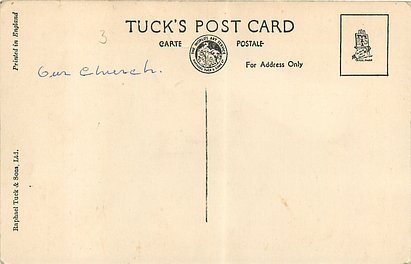 TUCK'S POST CARD
CARTE POSTALE
For Address Only
3
Our Church.
Printed in England
Raphael Tuck & Sons, Ltd.